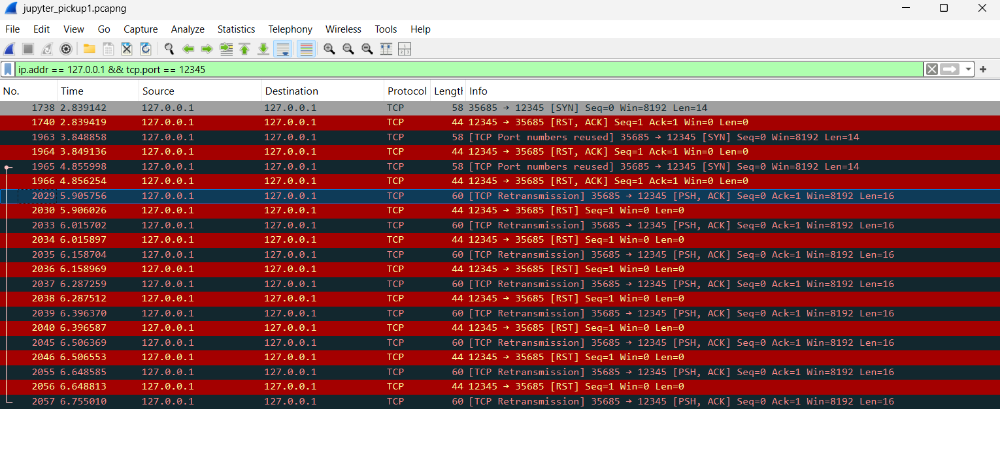 jupyter_pickup1.pcapng
File Edit View Go Capture Analyze Statistics Telephony Wireless Tools Help
ip.addr == 127.0.0.1 && tcp.port == 12345
No. Time Source Destination Protocol Length Info
1738 2.839142 127.0.0.1 127.0.0.1 TCP 58 35685 → 12345 [SYN] Seq=0 Win=8192 Len=14
1740 2.839419 127.0.0.1 127.0.0.1 TCP 44 12345 → 35685 [RST, ACK] Seq=1 Ack=1 Win=0 Len=0
1963 3.848858 127.0.0.1 127.0.0.1 TCP 58 [TCP Port numbers reused] 35685 → 12345 [SYN] Seq=0 Win=8192 Len=14
1964 3.849136 127.0.0.1 127.0.0.1 TCP 44 12345 → 35685 [RST, ACK] Seq=1 Ack=1 Win=0 Len=0
1965 4.855998 127.0.0.1 127.0.0.1 TCP 58 [TCP Port numbers reused] 35685 → 12345 [SYN] Seq=0 Win=8192 Len=14
1966 4.856254 127.0.0.1 127.0.0.1 TCP 44 12345 → 35685 [RST, ACK] Seq=1 Ack=1 Win=0 Len=0
2029 5.905756 127.0.0.1 127.0.0.1 TCP 60 [TCP Retransmission] 35685 → 12345 [PSH, ACK] Seq=0 Ack=1 Win=8192 Len=16
2030 5.906026 127.0.0.1 127.0.0.1 TCP 44 12345 → 35685 [RST] Seq=1 Win=0 Len=0
2033 6.015702 127.0.0.1 127.0.0.1 TCP 60 [TCP Retransmission] 35685 → 12345 [PSH, ACK] Seq=0 Ack=1 Win=8192 Len=16
2034 6.015897 127.0.0.1 127.0.0.1 TCP 44 12345 → 35685 [RST] Seq=1 Win=0 Len=0
2035 6.158704 127.0.0.1 127.0.0.1 TCP 60 [TCP Retransmission] 35685 → 12345 [PSH, ACK] Seq=0 Ack=1 Win=8192 Len=16
2036 6.158969 127.0.0.1 127.0.0.1 TCP 44 12345 → 35685 [RST] Seq=1 Win=0 Len=0
2037 6.287259 127.0.0.1 127.0.0.1 TCP 60 [TCP Retransmission] 35685 → 12345 [PSH, ACK] Seq=0 Ack=1 Win=8192 Len=16
2038 6.287512 127.0.0.1 127.0.0.1 TCP 44 12345 → 35685 [RST] Seq=1 Win=0 Len=0
2039 6.396370 127.0.0.1 127.0.0.1 TCP 60 [TCP Retransmission] 35685 → 12345 [PSH, ACK] Seq=0 Ack=1 Win=8192 Len=16
2040 6.396587 127.0.0.1 127.0.0.1 TCP 44 12345 → 35685 [RST] Seq=1 Win=0 Len=0
2045 6.506369 127.0.0.1 127.0.0.1 TCP 60 [TCP Retransmission] 35685 → 12345 [PSH, ACK] Seq=0 Ack=1 Win=8192 Len=16
2046 6.506553 127.0.0.1 127.0.0.1 TCP 44 12345 → 35685 [RST] Seq=1 Win=0 Len=0
2055 6.648585 127.0.0.1 127.0.0.1 TCP 60 [TCP Retransmission] 35685 → 12345 [PSH, ACK] Seq=0 Ack=1 Win=8192 Len=16
2056 6.648813 127.0.0.1 127.0.0.1 TCP 44 12345 → 35685 [RST] Seq=1 Win=0 Len=0
2057 6.755010 127.0.0.1 127.0.0.1 TCP 60 [TCP Retransmission] 35685 → 12345 [PSH, ACK] Seq=0 Ack=1 Win=8192 Len=16